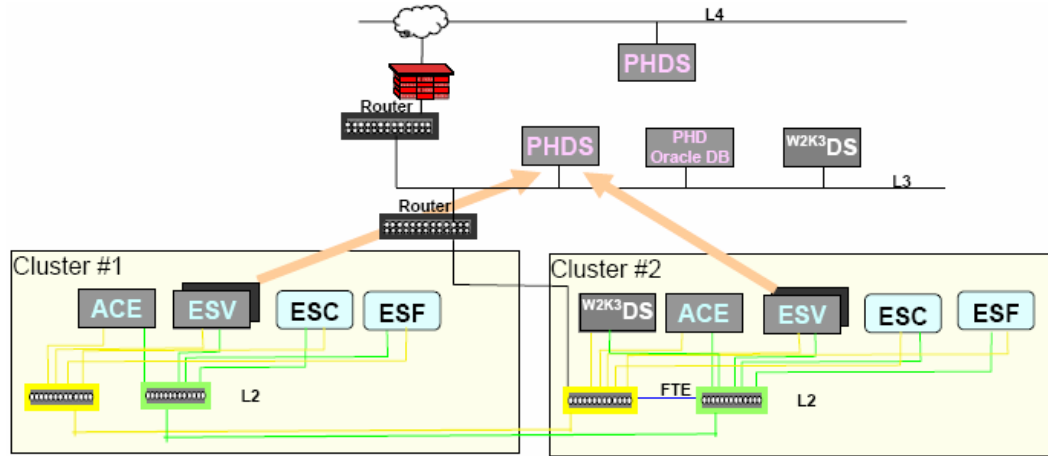 L4
PHDS
Router
PHDS
PHD
Oracle DB
W2K3DS
L3
Router
Cluster #1
ACE
ESV
ESC
ESF
L2
Cluster #2
W2K3DS
ACE
ESV
ESC
ESF
FTE
L2